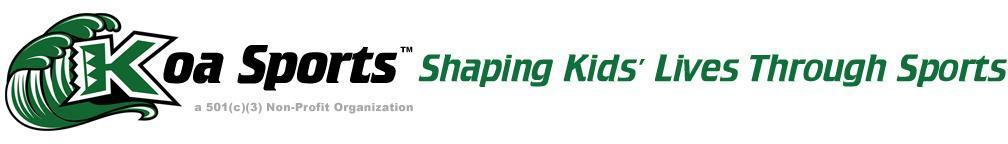 Koa Sports™ Shaping Kids' Lives Through Sports
a 501(c)(3) Non-Profit Organization